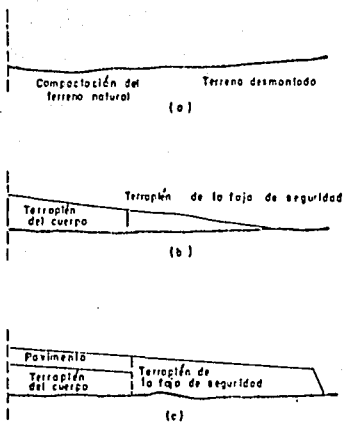 Compactación del terreno natural
Terreno desmontado
(a)
Terraplén del cuerpo
Terraplén de la faja de seguridad
(b)
Pavimento
Terraplén del cuerpo
Terraplén de la faja de seguridad
(c)